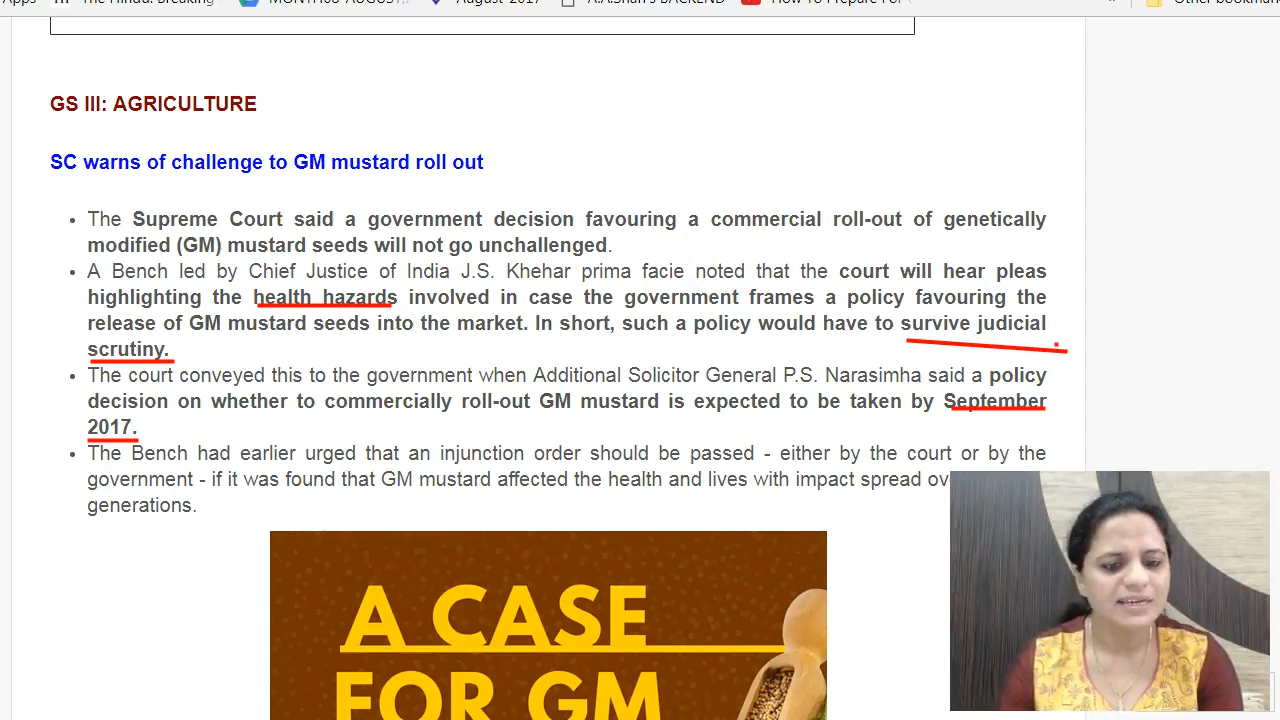 The Hindu: Breaking
August-2017
A.A.Shah's BACKEND
GS III: AGRICULTURE
SC warns of challenge to GM mustard roll out
• The Supreme Court said a government decision favouring a commercial roll-out of genetically
modified (GM) mustard seeds will not go unchallenged.
• A Bench led by Chief Justice of India J.S. Khehar prima facie noted that the court will hear pleas
highlighting the health hazards involved in case the government frames a policy favouring the
release of GM mustard seeds into the market. In short, such a policy would have to survive judicial
scrutiny.
• The court conveyed this to the government when Additional Solicitor General P.S. Narasimha said a policy
decision on whether to commercially roll-out GM mustard is expected to be taken by September
2017.
• The Bench had earlier urged that an injunction order should be passed - either by the court or by the
government - if it was found that GM mustard affected the health and lives with impact spread
generations.
A CASE
FOR GM